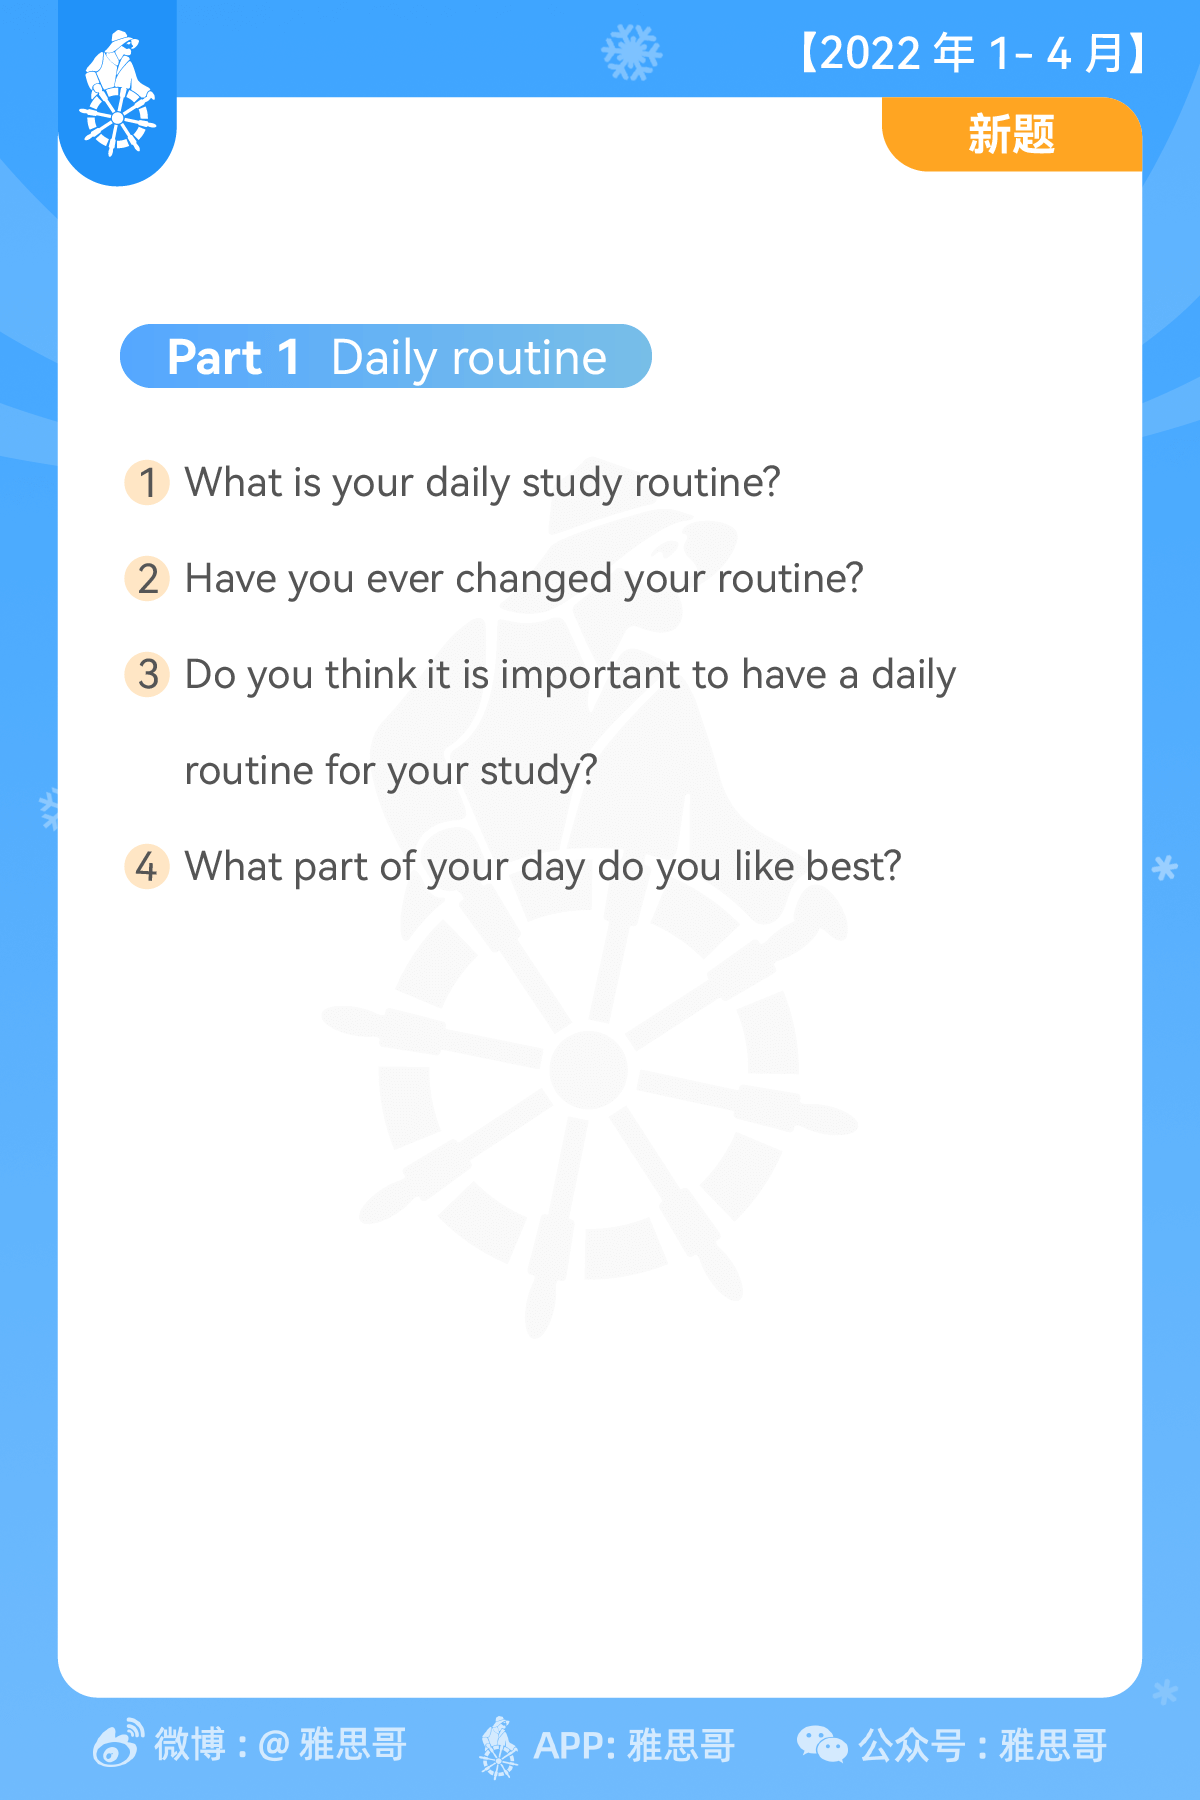 【2022 年 1- 4 月】
新题
Part 1 Daily routine
1 What is your daily study routine?
2 Have you ever changed your routine?
3 Do you think it is important to have a daily
routine for your study?
4 What part of your day do you like best?
微博：@ 雅思哥 APP: 雅思哥 公众号：雅思哥